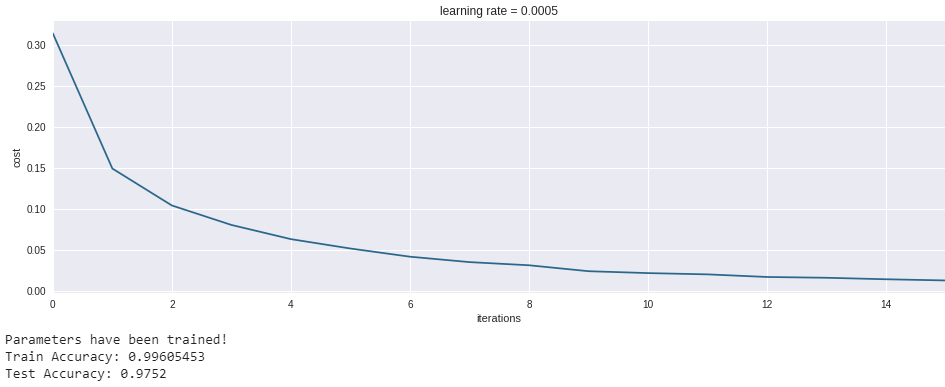 learning rate = 0.0005
0.30
0.25
0.20
0.15
0.10
0.05
0.00
cost
0 2 4 6 8 10 12 14
iterations
Parameters have been trained!
Train Accuracy: 0.99605453
Test Accuracy: 0.9752